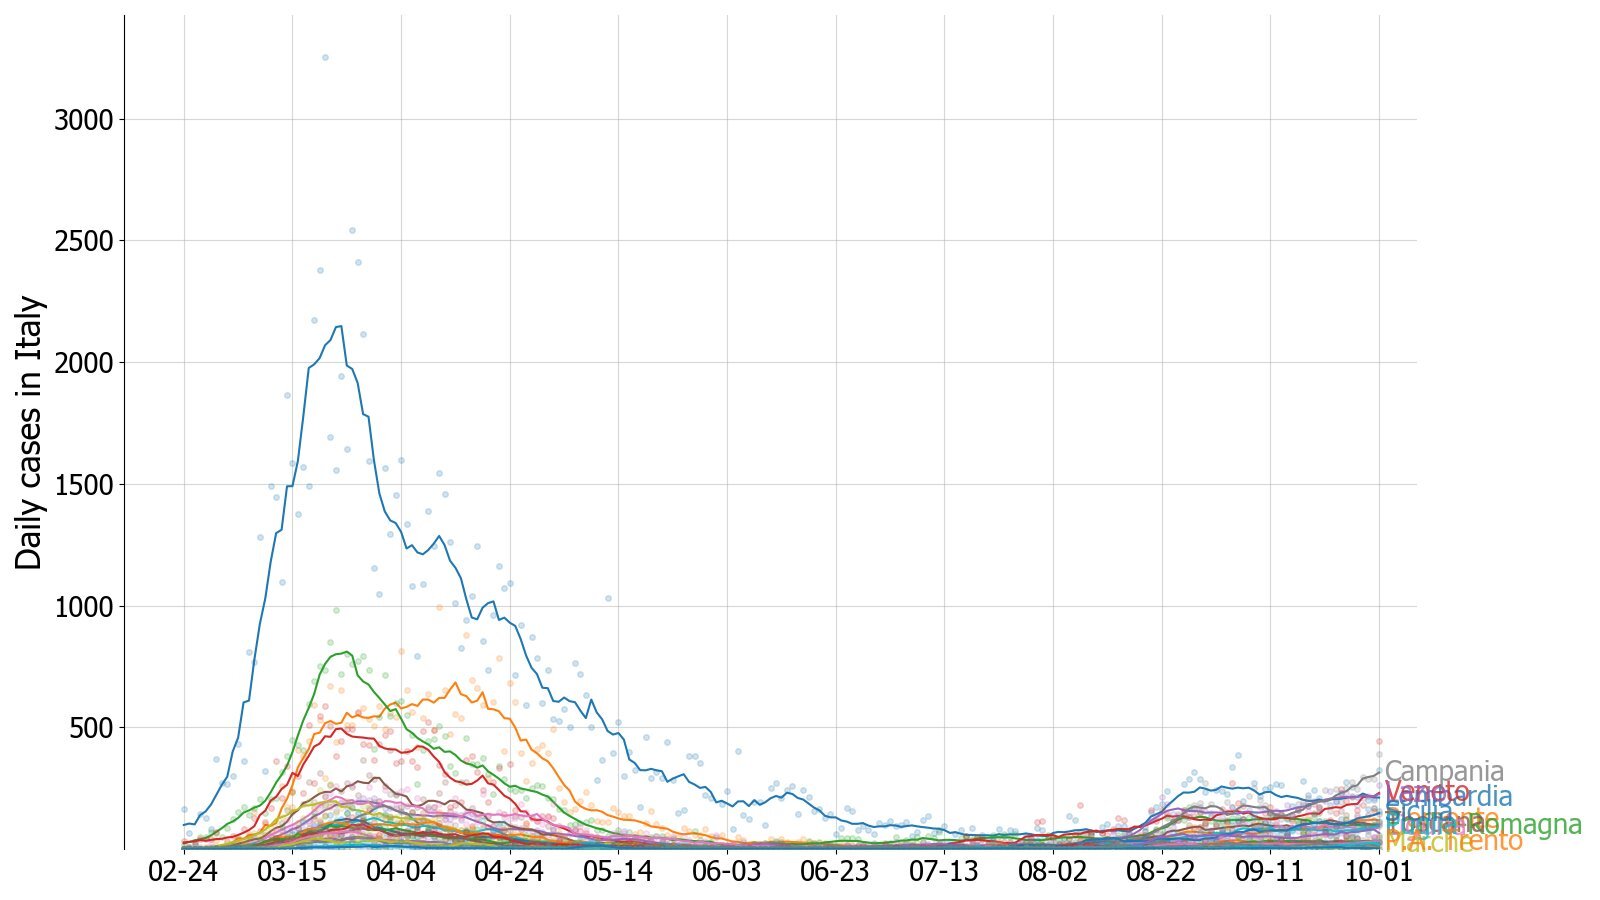 Daily cases in Italy
3000
2500
2000
1500
1000
500
02-24 03-15 04-04 04-24 05-14 06-03 06-23 07-13 08-02 08-22 09-11 10-01
Campania
Veneto
Lombardia
Sicilia
Romagna
P.A. Trento
Marche